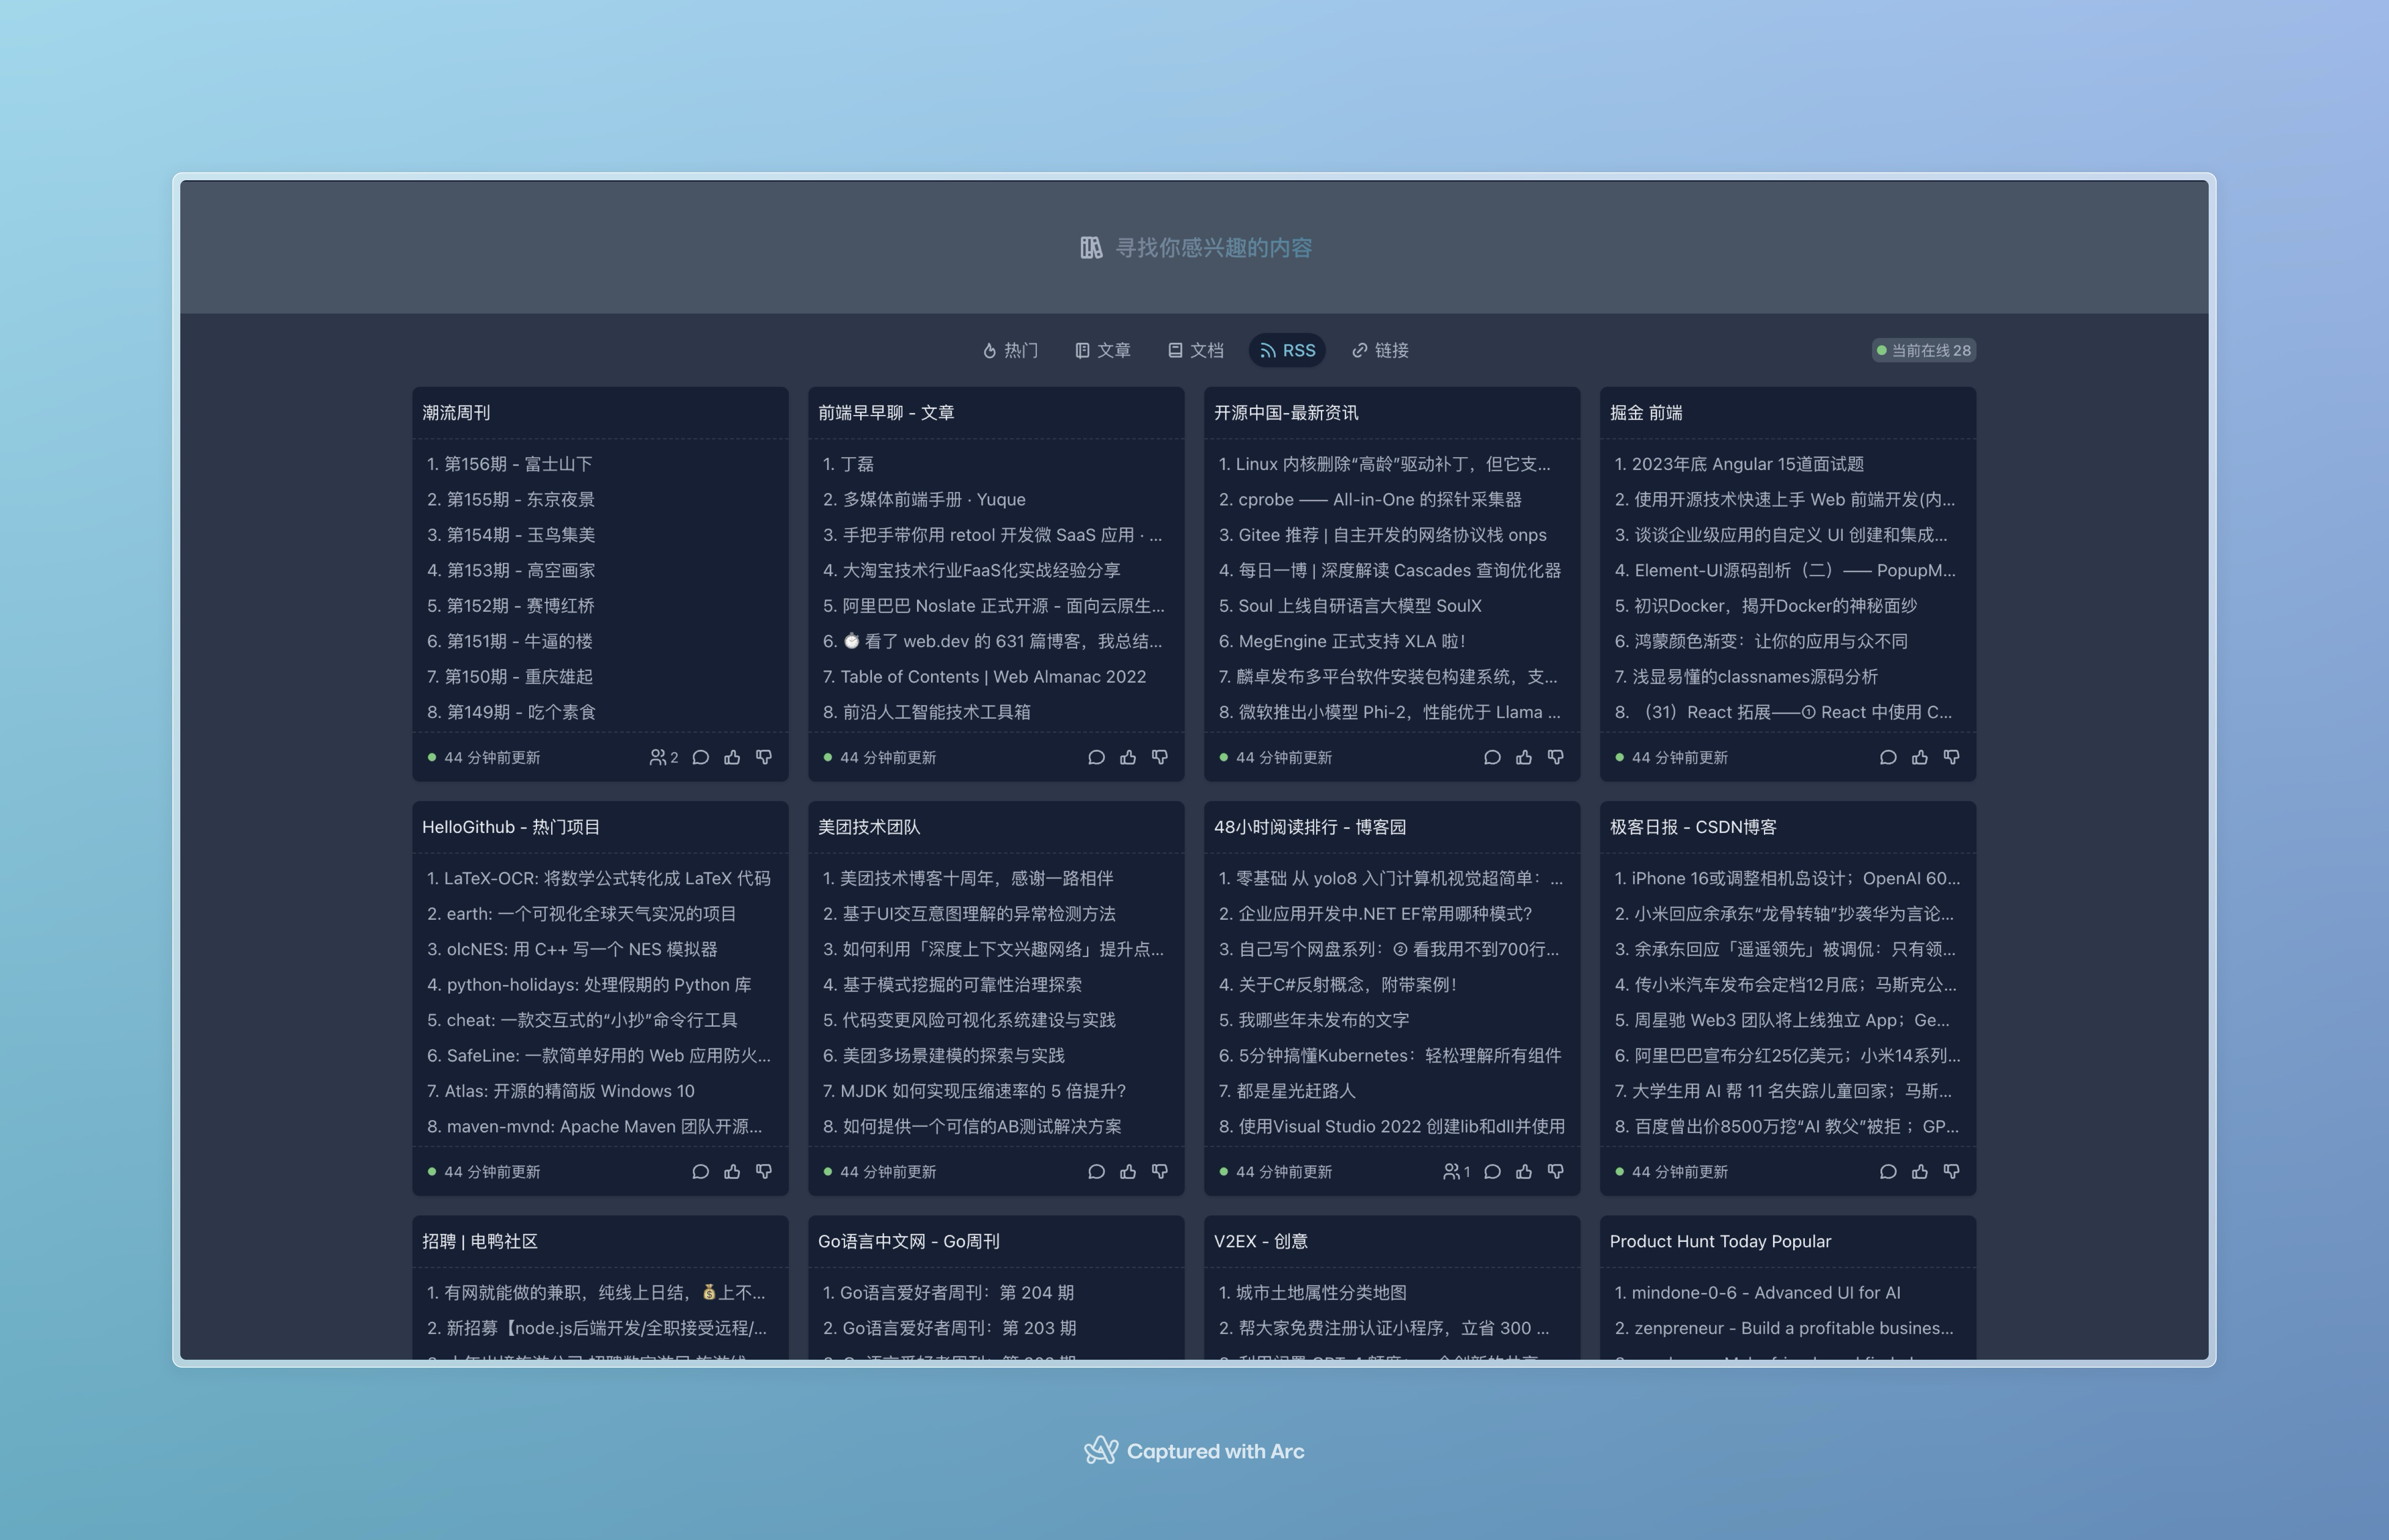 寻找你感兴趣的内容
热门 文章 文档 RSS 链接 当前在线 28
潮流周刊
1. 第156期 - 富士山下
2. 第155期 - 东京夜景
3. 第154期 - 玉鸟集美
4. 第153期 - 高空画家
5. 第152期 - 赛博红桥
6. 第151期 - 牛逼的楼
7. 第150期 - 重庆雄起
8. 第149期 - 吃个素食
44 分钟前更新 2
前端早早聊 - 文章
1. 丁磊
2. 多媒体前端手册 · Yuque
3. 手把手带你用 retool 开发微 SaaS 应用 · ...
4. 大淘宝技术行业FaaS化实战经验分享
5. 阿里巴巴 Noslate 正式开源 - 面向云原生...
6. ⏱️ 看了 web.dev 的 631 篇博客，我总结...
7. Table of Contents | Web Almanac 2022
8. 前沿人工智能技术工具箱
44 分钟前更新
开源中国-最新资讯
1. Linux 内核删除“高龄”驱动补丁，但它支...
2. cprobe —— All-in-One 的探针采集器
3. Gitee 推荐 | 自主开发的网络协议栈 onps
4. 每日一博 | 深度解读 Cascades 查询优化器
5. Soul 上线自研语言大模型 SoulX
6. MegEngine 正式支持 XLA 啦！
7. 麟卓发布多平台软件安装包构建系统，支...
8. 微软推出小模型 Phi-2，性能优于 Llama ...
44 分钟前更新
掘金 前端
1. 2023年底 Angular 15道面试题
2. 使用开源技术快速上手 Web 前端开发(内...
3. 谈谈企业级应用的自定义 UI 创建和集成...
4. Element-UI源码剖析（二）—— PopupM...
5. 初识Docker，揭开Docker的神秘面纱
6. 鸿蒙颜色渐变：让你的应用与众不同
7. 浅显易懂的classnames源码分析
8. （31）React 拓展——① React 中使用 C...
44 分钟前更新
HelloGithub - 热门项目
1. LaTeX-OCR: 将数学公式转化成 LaTeX 代码
2. earth: 一个可视化全球天气实况的项目
3. olcNES: 用 C++ 写一个 NES 模拟器
4. python-holidays: 处理假期的 Python 库
5. cheat: 一款交互式的“小抄”命令行工具
6. SafeLine: 一款简单好用的 Web 应用防火...
7. Atlas: 开源的精简版 Windows 10
8. maven-mvnd: Apache Maven 团队开源...
44 分钟前更新
美团技术团队
1. 美团技术博客十周年，感谢一路相伴
2. 基于UI交互意图理解的异常检测方法
3. 如何利用「深度上下文兴趣网络」提升点...
4. 基于模式挖掘的可靠性治理探索
5. 代码变更风险可视化系统建设与实践
6. 美团多场景建模的探索与实践
7. MJDK 如何实现压缩速率的 5 倍提升？
8. 如何提供一个可信的AB测试解决方案
44 分钟前更新
48小时阅读排行 - 博客园
1. 零基础 从 yolo8 入门计算机视觉超简单：...
2. 企业应用开发中.NET EF常用哪种模式？
3. 自己写个网盘系列：② 看我用不到700行...
4. 关于C#反射概念，附带案例！
5. 我哪些年未发布的文字
6. 5分钟搞懂Kubernetes：轻松理解所有组件
7. 都是星光赶路人
8. 使用Visual Studio 2022 创建lib和dll并使用
44 分钟前更新 1
极客日报 - CSDN博客
1. iPhone 16或调整相机岛设计；OpenAI 60...
2. 小米回应余承东“龙骨转轴”抄袭华为言论...
3. 余承东回应「遥遥领先」被调侃：只有领...
4. 传小米汽车发布会定档12月底；马斯克公...
5. 周星驰 Web3 团队将上线独立 App；Ge...
6. 阿里巴巴宣布分红25亿美元；小米14系列...
7. 大学生用 AI 帮 11 名失踪儿童回家；马斯...
8. 百度曾出价8500万挖“AI 教父”被拒 ；GP...
44 分钟前更新
招聘 | 电鸭社区
1. 有网就能做的兼职，纯线上日结，💰上不...
2. 新招募【node.js后端开发/全职接受远程/...
Go语言中文网 - Go周刊
1. Go语言爱好者周刊：第 204 期
2. Go语言爱好者周刊：第 203 期
V2EX - 创意
1. 城市土地属性分类地图
2. 帮大家免费注册认证小程序，立省 300 ...
Product Hunt Today Popular
1. mindone-0-6 - Advanced UI for AI
2. zenpreneur - Build a profitable busines...
Captured with Arc